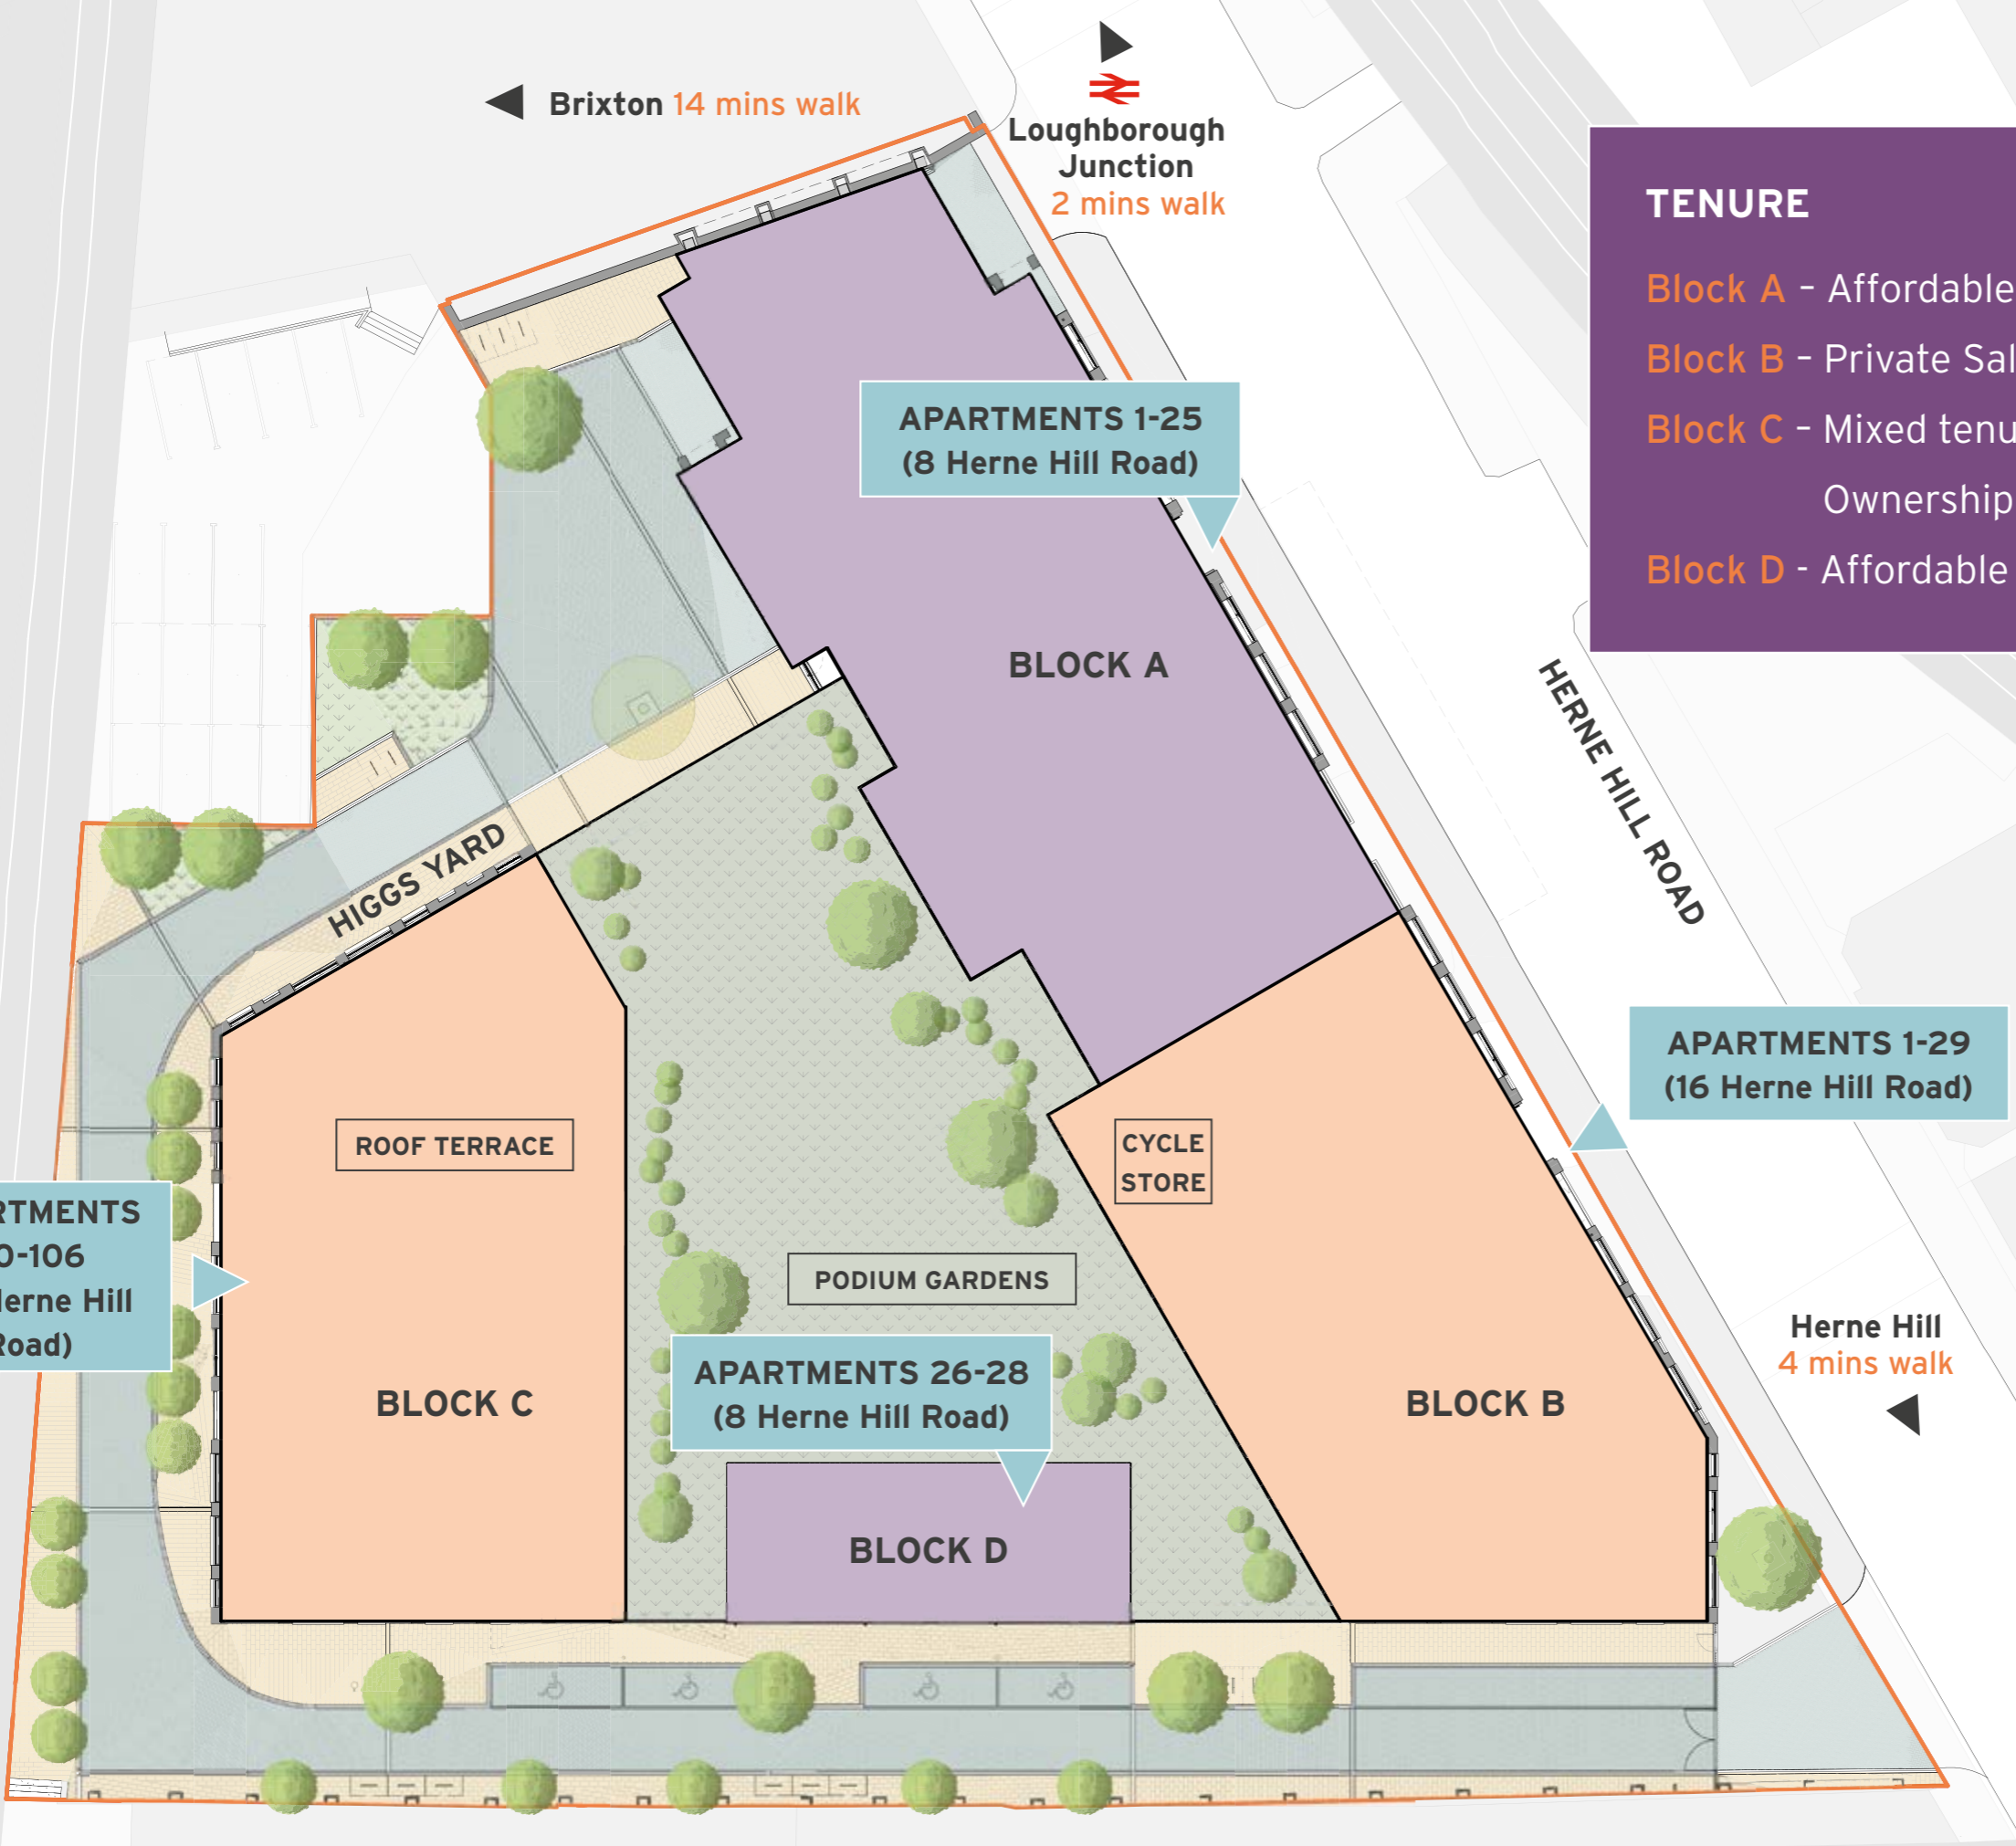 Brixton 14 mins walk
Loughborough
Junction
2 mins walk
TENURE
Block A – Affordable
Block B – Private Sal
Block C – Mixed tenu
Ownership
Block D - Affordable
APARTMENTS 1-25
(8 Herne Hill Road)
BLOCK A
HERNE HILL ROAD
HIGGS YARD
APARTMENTS 1-29
(16 Herne Hill Road)
ROOF TERRACE
CYCLE
STORE
RTMENTS
0-106
Herne Hill
Road)
PODIUM GARDENS
Herne Hill
4 mins walk
APARTMENTS 26-28
(8 Herne Hill Road)
BLOCK C
BLOCK B
BLOCK D